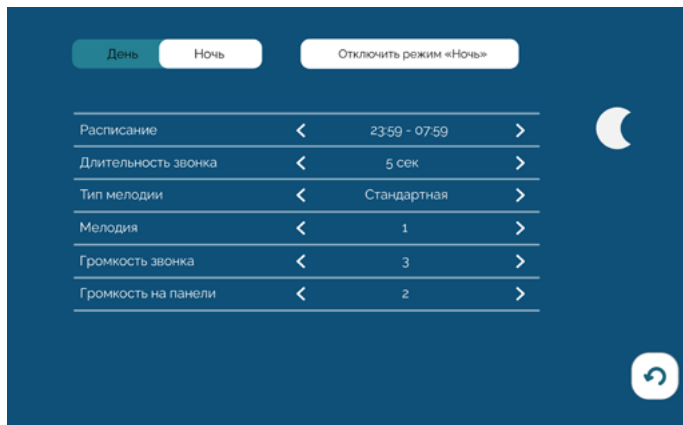 День Ночь Отключить режим «Ночь»
Расписание 23:59 - 07:59
Длительность звонка 5 сек
Тип мелодии Стандартная
Мелодия 1
Громкость звонка 3
Громкость на панели 2